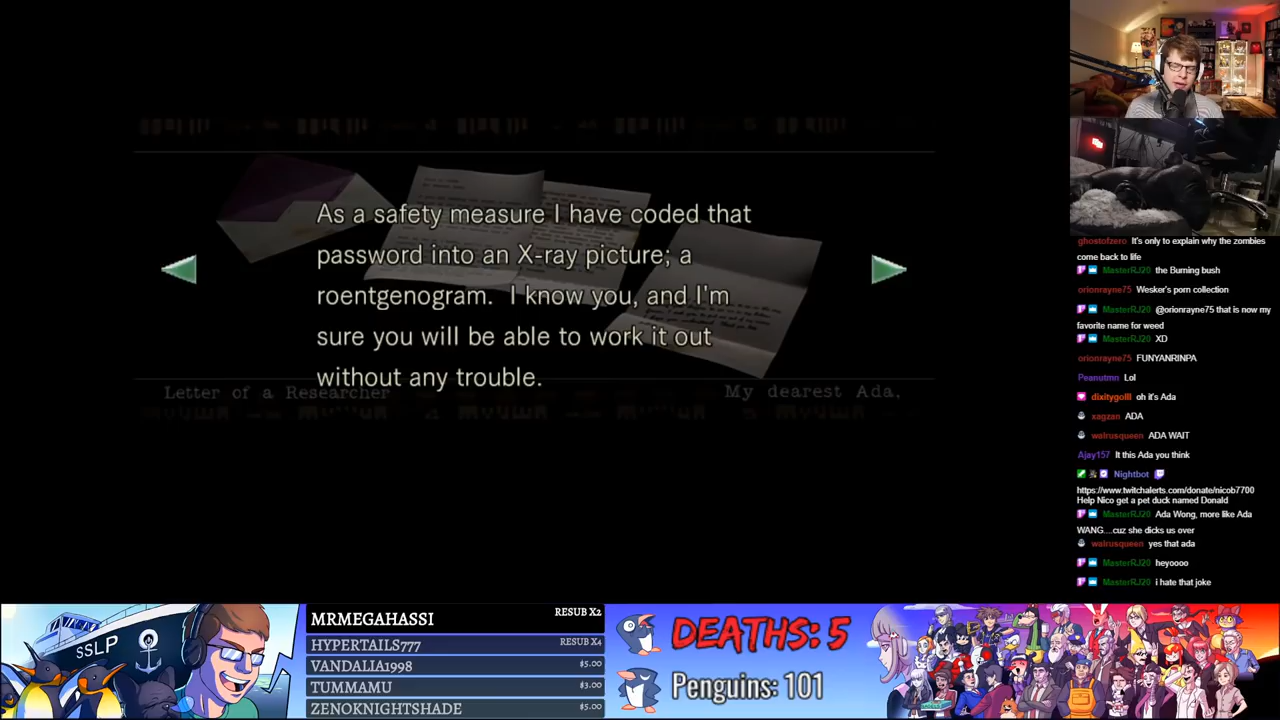 As a safety measure I have coded that
password into an X-ray picture; a
roentgenogram. I know you, and I'm
sure you will be able to work it out
without any trouble.
Letter of a Researcher
My dearest Ada,
ghostofzero It's only to explain why the zombies
come back to life
MasterRJ20 the Burning bush
orionrayne75 Wesker's porn collection
MasterRJ20 @orionrayne75 that is now my
favorite name for weed
MasterRJ20 XD
orionrayne75 FUNYANRINPA
Peanutmn Lol
dixitygolll oh it's Ada
xagzan ADA
walrusqueen ADA WAIT
Ajay157 It this Ada you think
Nightbot
https://www.twitchalerts.com/donate/nicob7700
Help Nico get a pet duck named Donald
MasterRJ20 Ada Wong, more like Ada
WANG....cuz she dicks us over
walrusqueen yes that ada
MasterRJ20 heyoooo
MasterRJ20 i hate that joke
SSLP
MRMEGAHASSI RESUB X2
HYPERTAILS777 RESUB X4
VANDALIA1998 $5.00
TUMMAMU $3.00
ZENOKNIGHTSHADE $5.00
DEATHS: 5
Penguins: 101